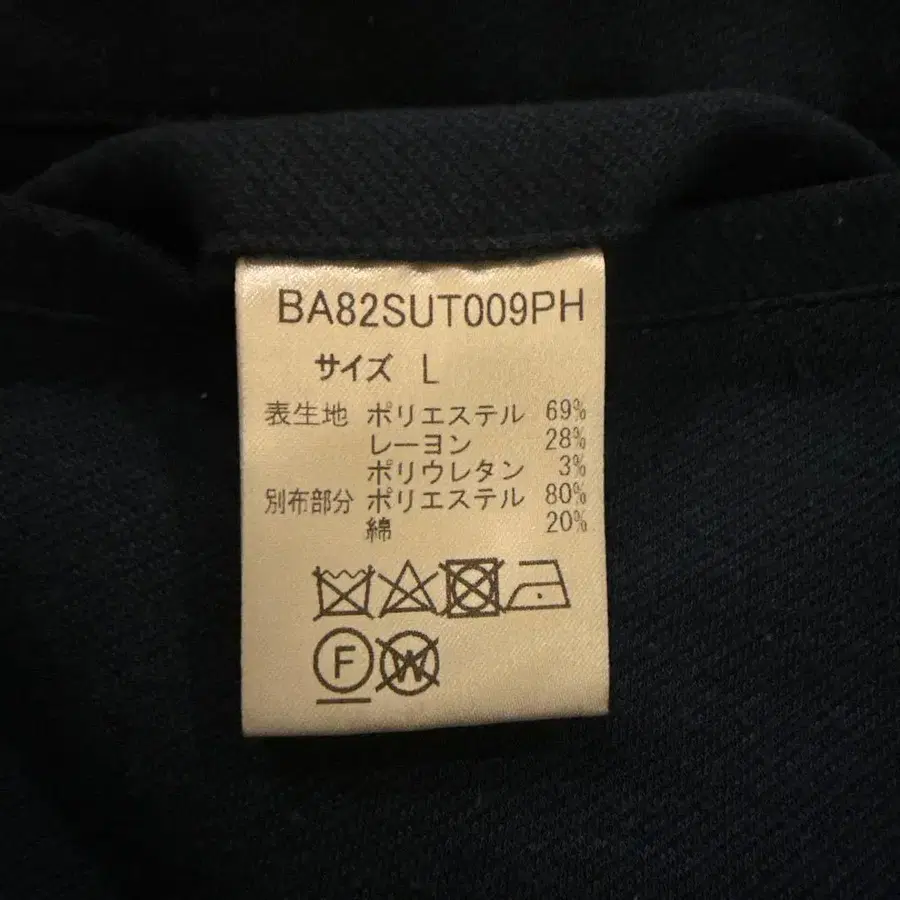 BA82SUT009PH
サイズ L
表生地 ポリエステル 69%
レーヨン 28%
ポリウレタン 3%
別布部分 ポリエステル 80%
綿 20%
F W